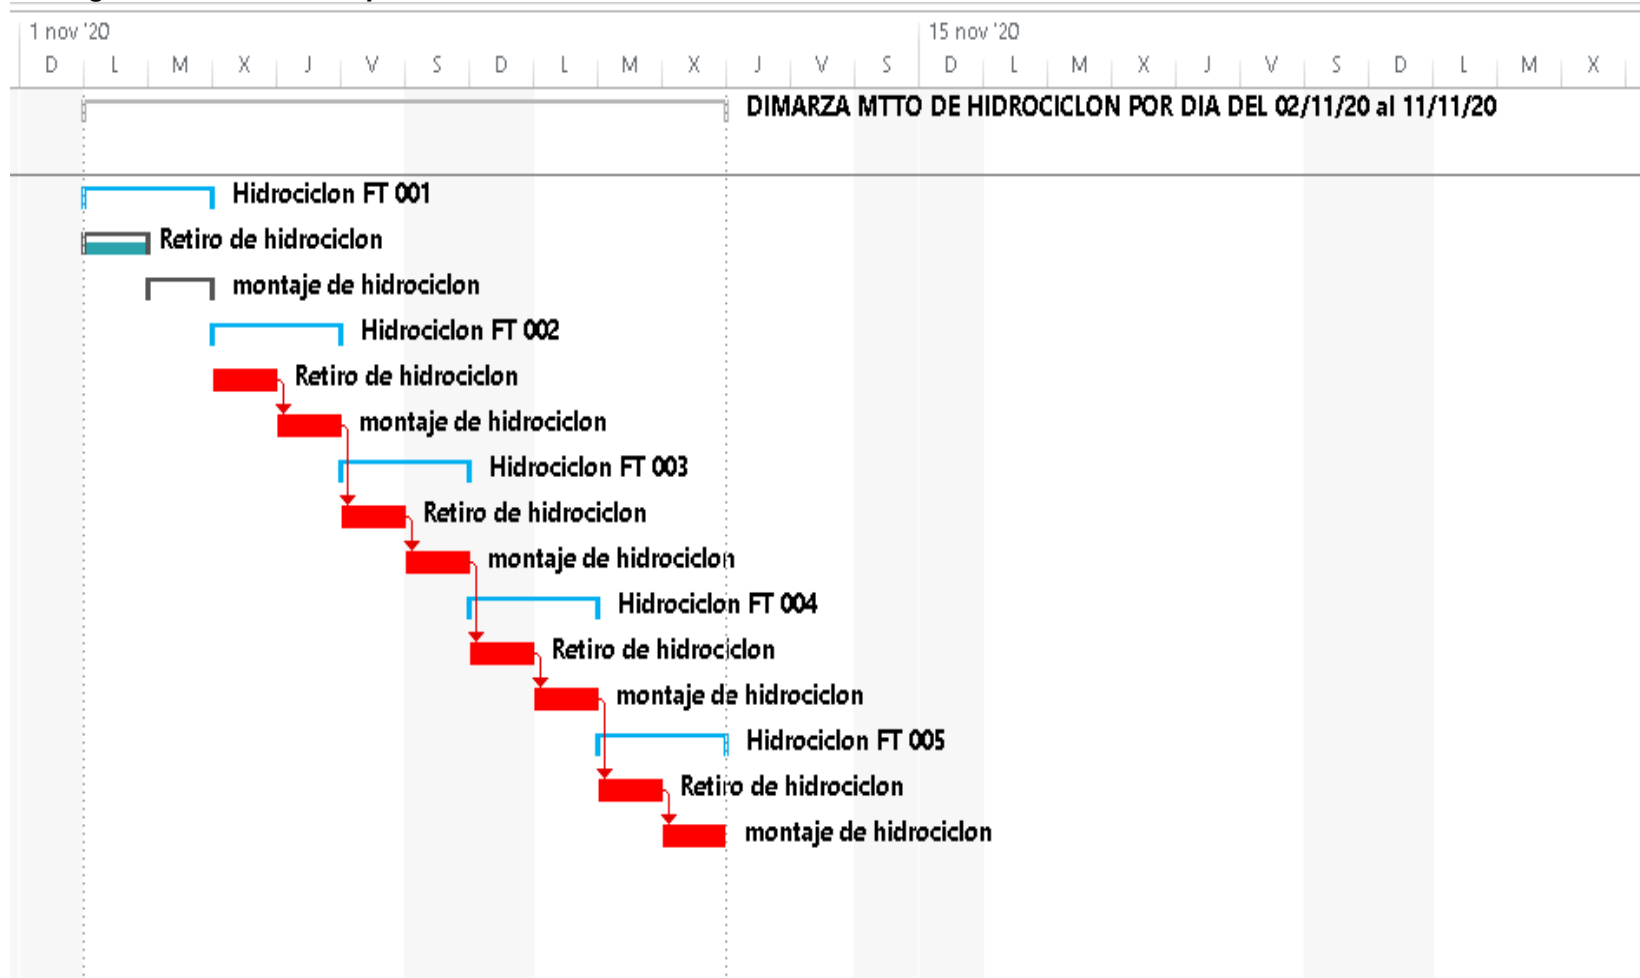 1 nov '20 15 nov '20
D L M X J V S D L M X J V S D L M X J V S D L M X
DIMARZA MTTO DE HIDROCICLON POR DIA DEL 02/11/20 al 11/11/20
Hidrociclon FT 001
Retiro de hidrociclon
montaje de hidrociclon
Hidrociclon FT 002
Retiro de hidrociclon
montaje de hidrociclon
Hidrociclon FT 003
Retiro de hidrociclon
montaje de hidrociclon
Hidrociclon FT 004
Retiro de hidrociclon
montaje de hidrociclon
Hidrociclon FT 005
Retiro de hidrociclon
montaje de hidrociclon